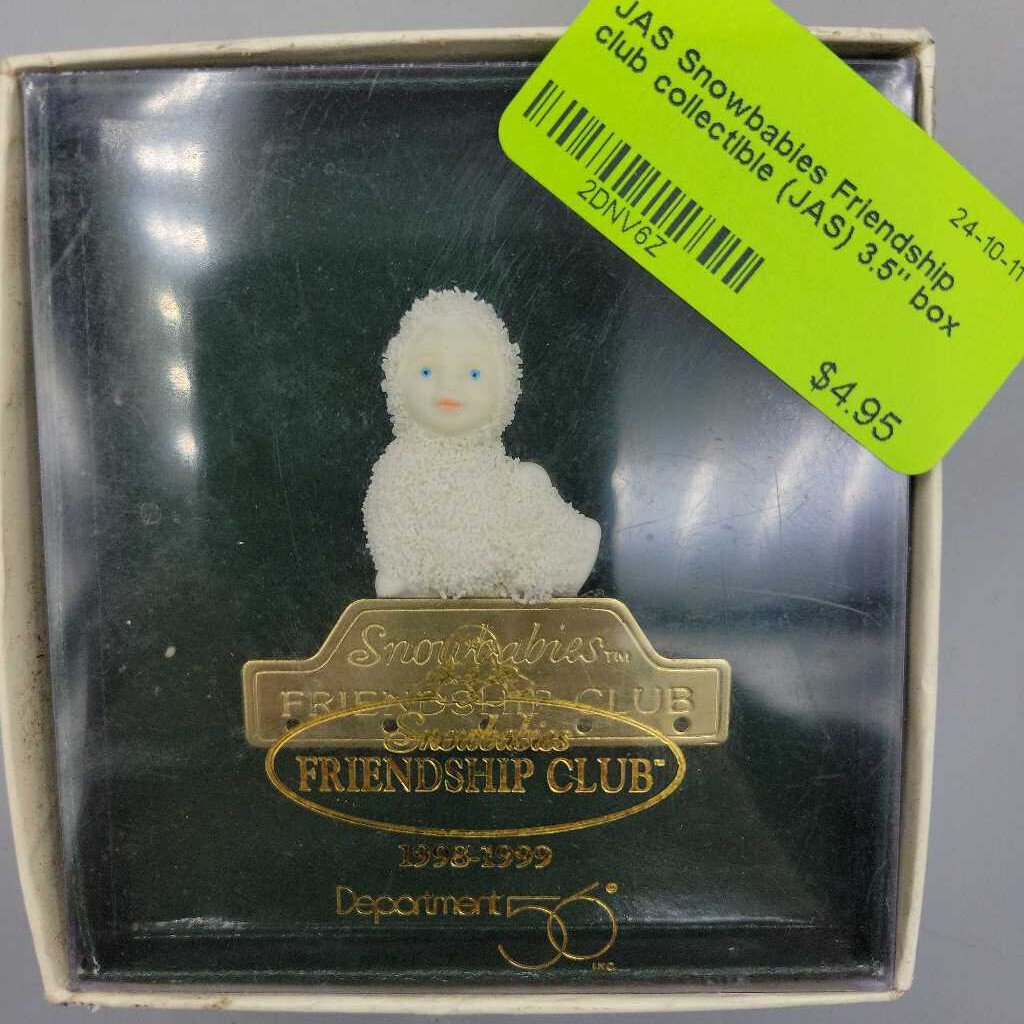 JAS Snowbabies Friendship
club collectible (JAS) 3.5" box
24-10-11
2DNV6Z
$4.95
Snowbabies™
FRIENDSHIP CLUB
Snowbabies
FRIENDSHIP CLUB™
1998-1999
Department 56®
INC.